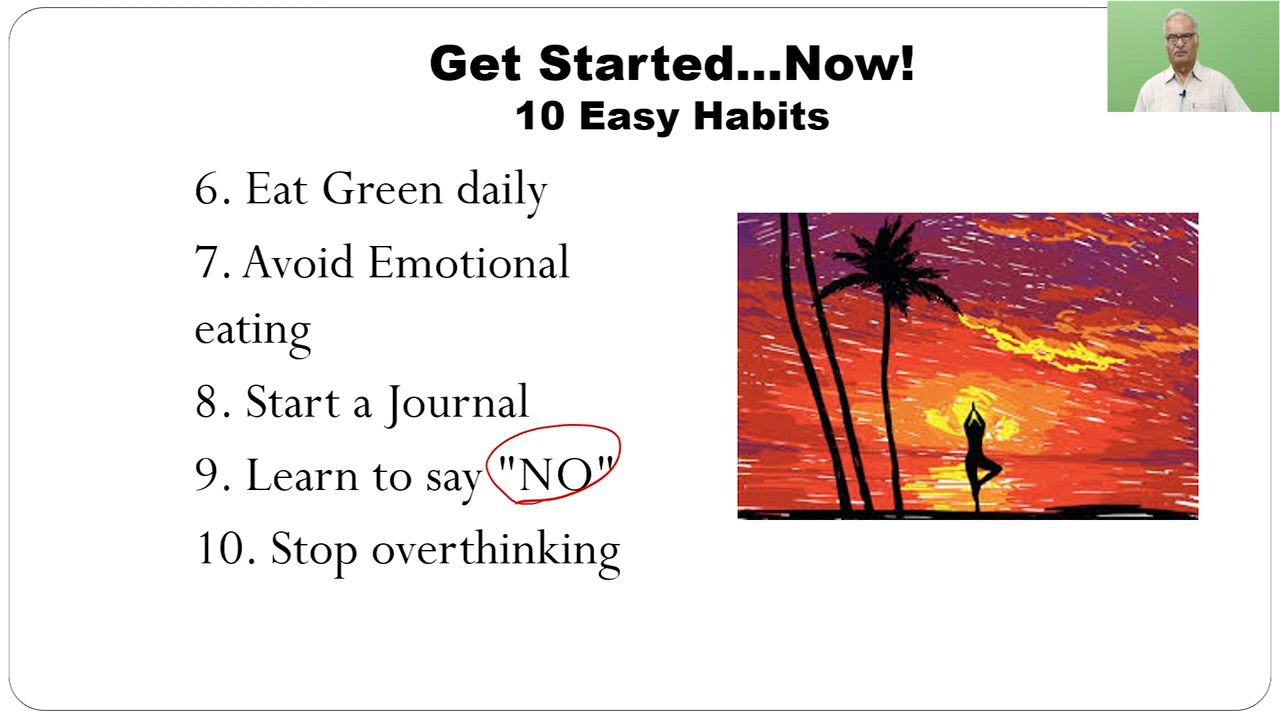 Get Started...Now!
10 Easy Habits
6. Eat Green daily
7. Avoid Emotional
eating
8. Start a Journal
9. Learn to say "NO"
10. Stop overthinking